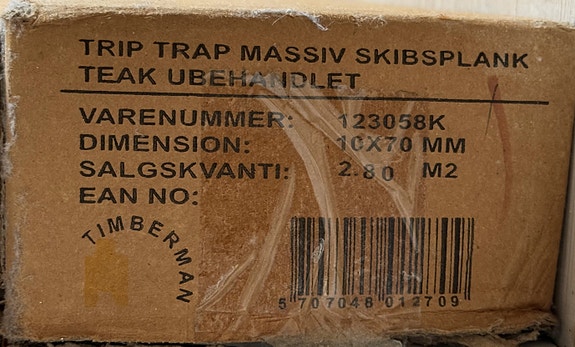 TRIP TRAP MASSIV SKIBSPLANK
TEAK UBEHANDLET
VARENUMMER: 123058K
DIMENSION: 10X70 MM
SALGSKVANTI: 2.80 M2
EAN NO:
TIMBERMAN
5 707048 012709